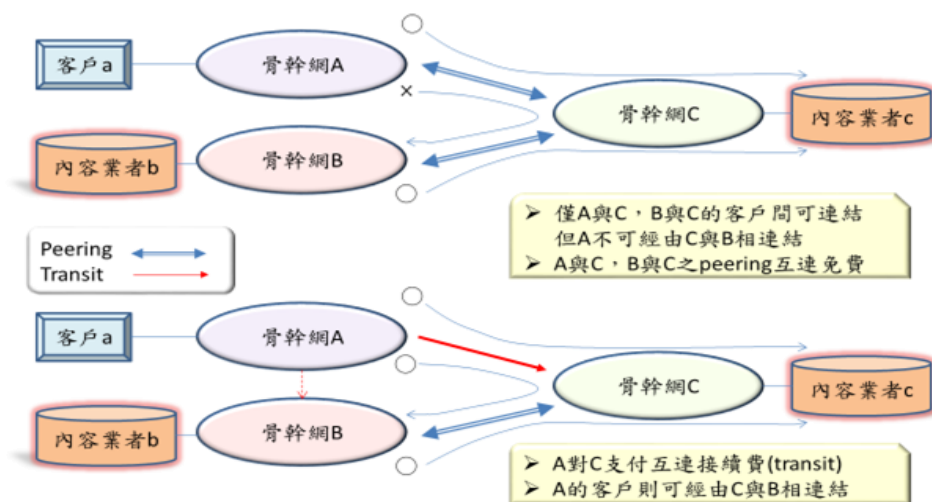 客戶a
骨幹網A
×
骨幹網C
內容業者c
內容業者b
骨幹網B
➢ 僅A與C,B與C的客戶間可連結
但A不可經由C與B相連結
➢ A與C,B與C之peering互連免費
Peering
Transit
客戶a
骨幹網A
骨幹網C
內容業者c
內容業者b
骨幹網B
➢ A對C支付互連接續費(transit)
➢ A的客戶則可經由C與B相連結